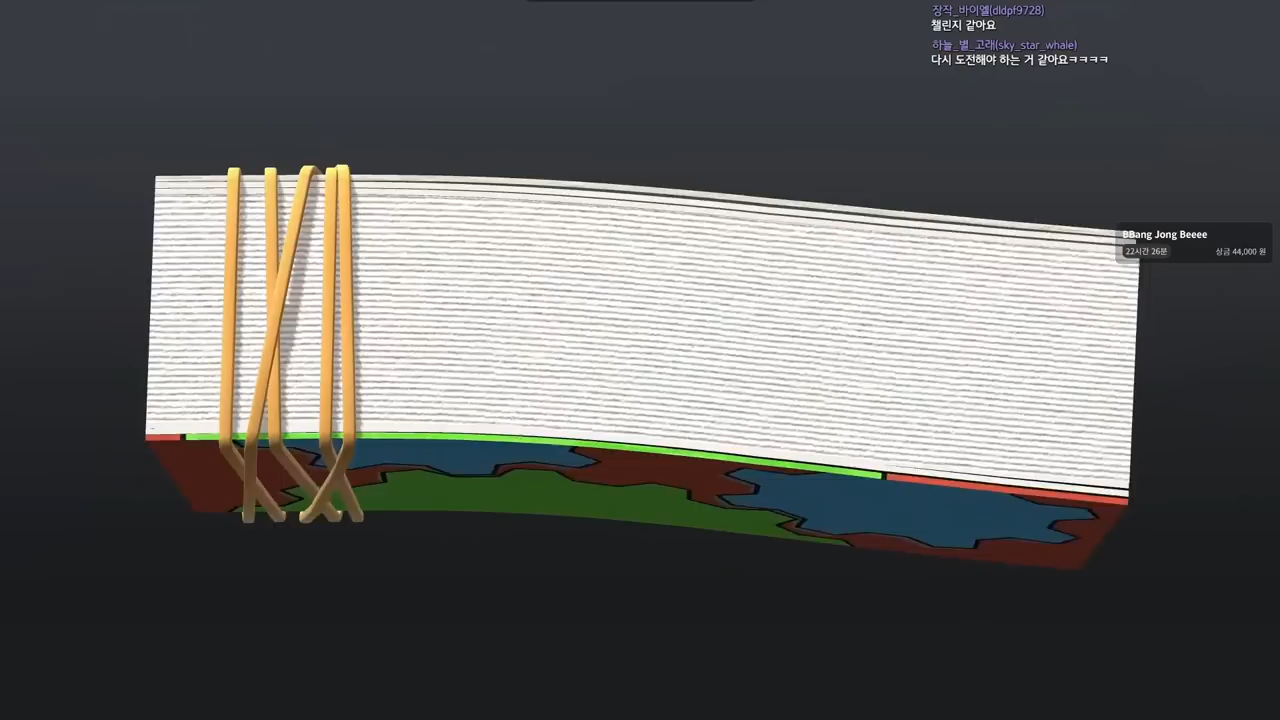 장작_바이엘(dldpf9728)
챌린지 같아요
하늘_별_고래(sky_star_whale)
다시 도전해야 하는 거 같아요ㅋㅋㅋㅋ
BBang Jong Beeee
22시간 26분
상금 44,000 원